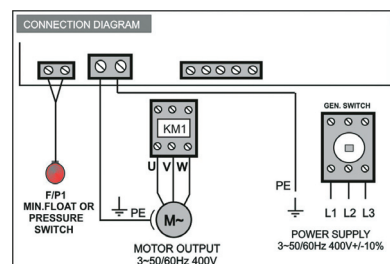 CONNECTION DIAGRAM
GEN. SWITCH
KM1
U V W
F/P1
MIN.FLOAT OR
PRESSURE
SWITCH
PE
M~
MOTOR OUTPUT
3~50/60Hz 400V
PE
L1 L2 L3
POWER SUPPLY
3~50/60Hz 400V+/-10%